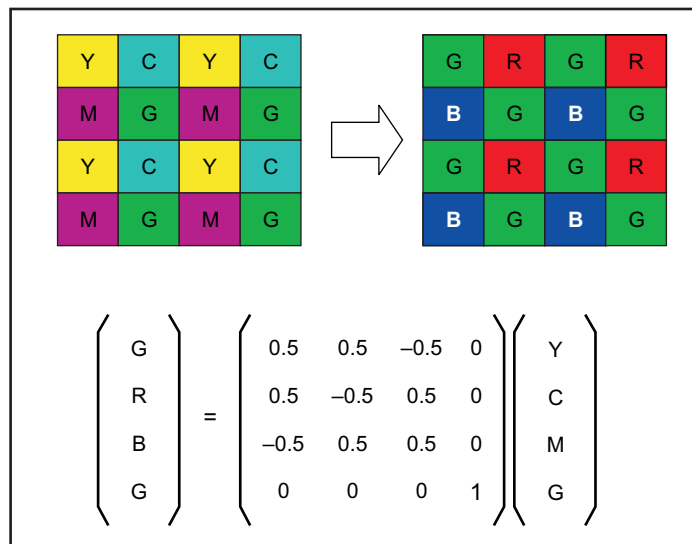 Y C Y C G R G R
M G M G B G B G
Y C Y C G R G R
M G M G B G B G
G 0.5 0.5 –0.5 0 Y
R 0.5 –0.5 0.5 0 C
=
B –0.5 0.5 0.5 0 M
G 0 0 0 1 G